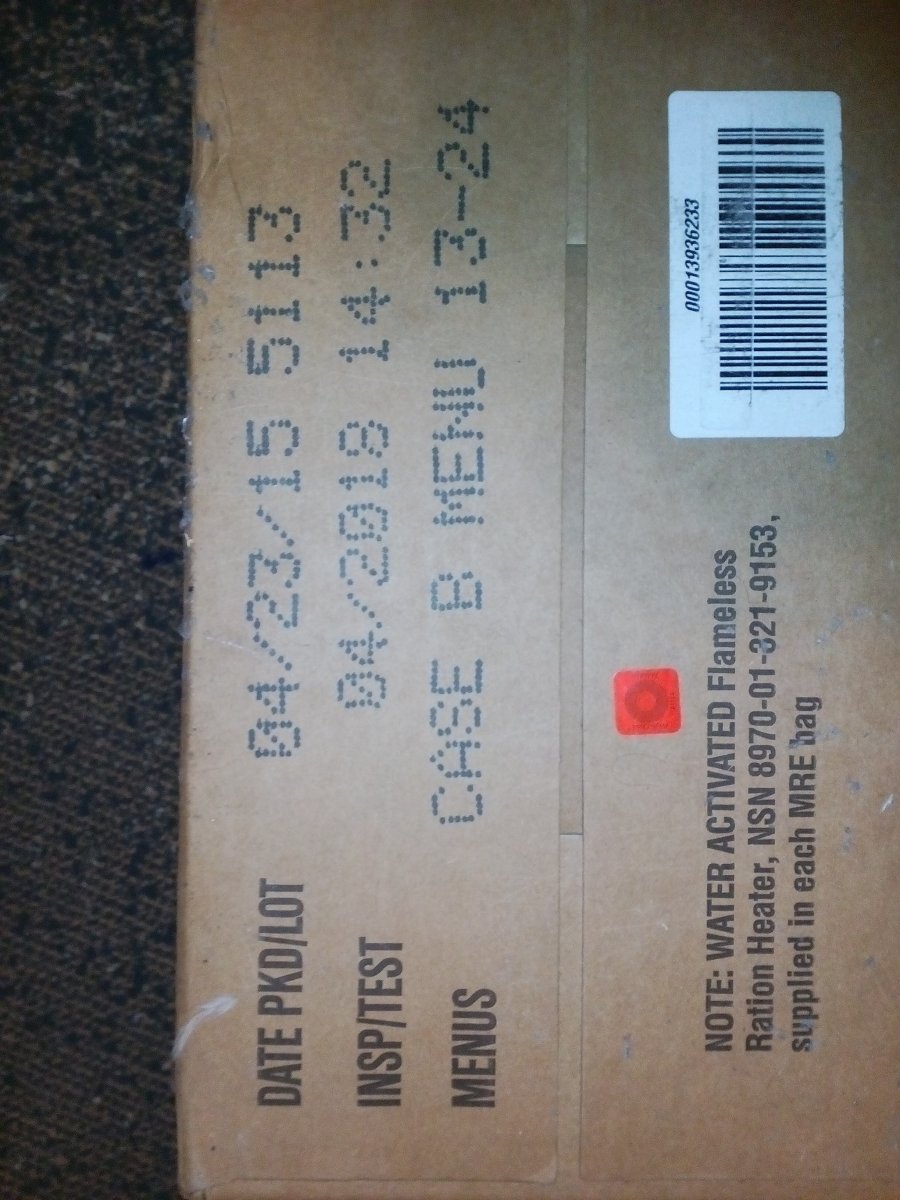 DATE PKD/LOT 04/23/15 5113
INSP/TEST 04/2018 14:32
MENUS CASE B MENU 13-24
00013936233
NOTE: WATER ACTIVATED Flameless
Ration Heater, NSN 8970-01-321-9153,
supplied in each MRE bag